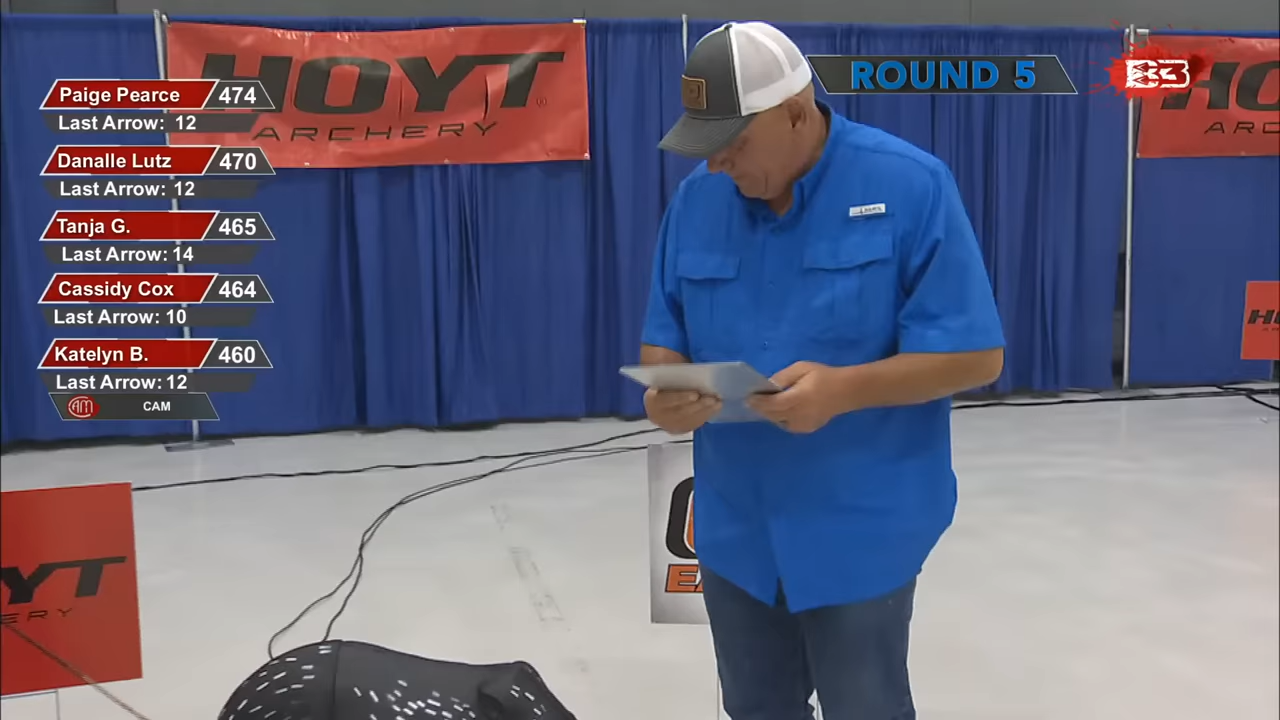 HOYT
ARCHERY
ROUND 5
Paige Pearce 474
Last Arrow: 12
Danalle Lutz 470
Last Arrow: 12
Tanja G. 465
Last Arrow: 14
Cassidy Cox 464
Last Arrow: 10
Katelyn B. 460
Last Arrow: 12
CAM
HO
ARC
H
YT
ERY